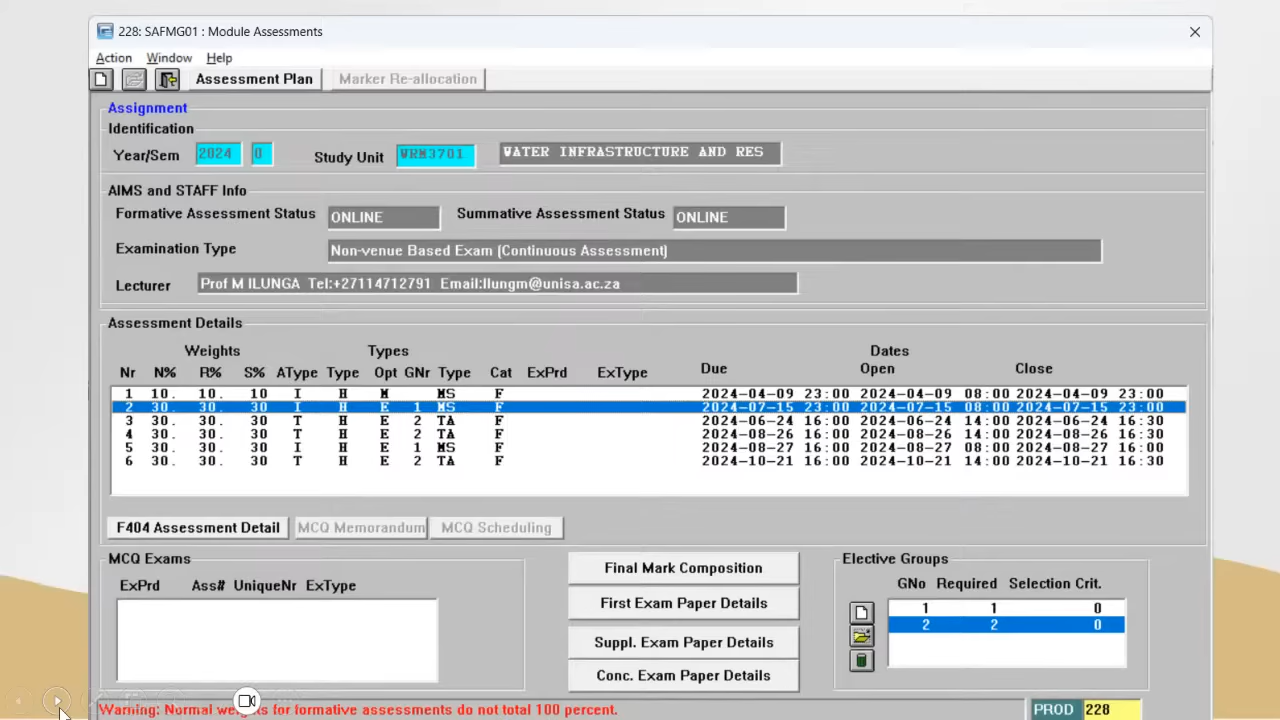 228: SAFMG01 : Module Assessments
Action Window Help
Assessment Plan Marker Re-allocation
Assignment
Identification
Year/Sem 2024 0 Study Unit WRM3701 WATER INFRASTRUCTURE AND RES
AIMS and STAFF Info
Formative Assessment Status ONLINE Summative Assessment Status ONLINE
Examination Type Non-venue Based Exam (Continuous Assessment)
Lecturer Prof M ILUNGA Tel:+27114712791 Email:Ilungm@unisa.ac.za
Assessment Details
Weights Types Dates
Nr N% R% S% AType Type Opt GNr Type Cat ExPrd ExType Due Open Close
1 10. 10. 10 I H M MS F 2024-04-09 23:00 2024-04-09 08:00 2024-04-09 23:00
2 30. 30. 30 I H E 1 MS F 2024-07-15 23:00 2024-07-15 08:00 2024-07-15 23:00
3 30. 30. 30 T H E 2 TA F 2024-06-24 16:00 2024-06-24 14:00 2024-06-24 16:30
4 30. 30. 30 T H E 2 TA F 2024-08-26 16:00 2024-08-26 14:00 2024-08-26 16:30
5 30. 30. 30 I H E 1 MS F 2024-08-27 16:00 2024-08-27 08:00 2024-08-27 16:00
6 30. 30. 30 T H E 2 TA F 2024-10-21 16:00 2024-10-21 14:00 2024-10-21 16:30
F404 Assessment Detail MCQ Memorandum MCQ Scheduling
MCQ Exams
ExPrd Ass# UniqueNr ExType
Final Mark Composition
First Exam Paper Details
Suppl. Exam Paper Details
Conc. Exam Paper Details
Elective Groups
GNo Required Selection Crit.
1 1 0
2 2 0
Warning: Normal weights for formative assessments do not total 100 percent.
PROD 228